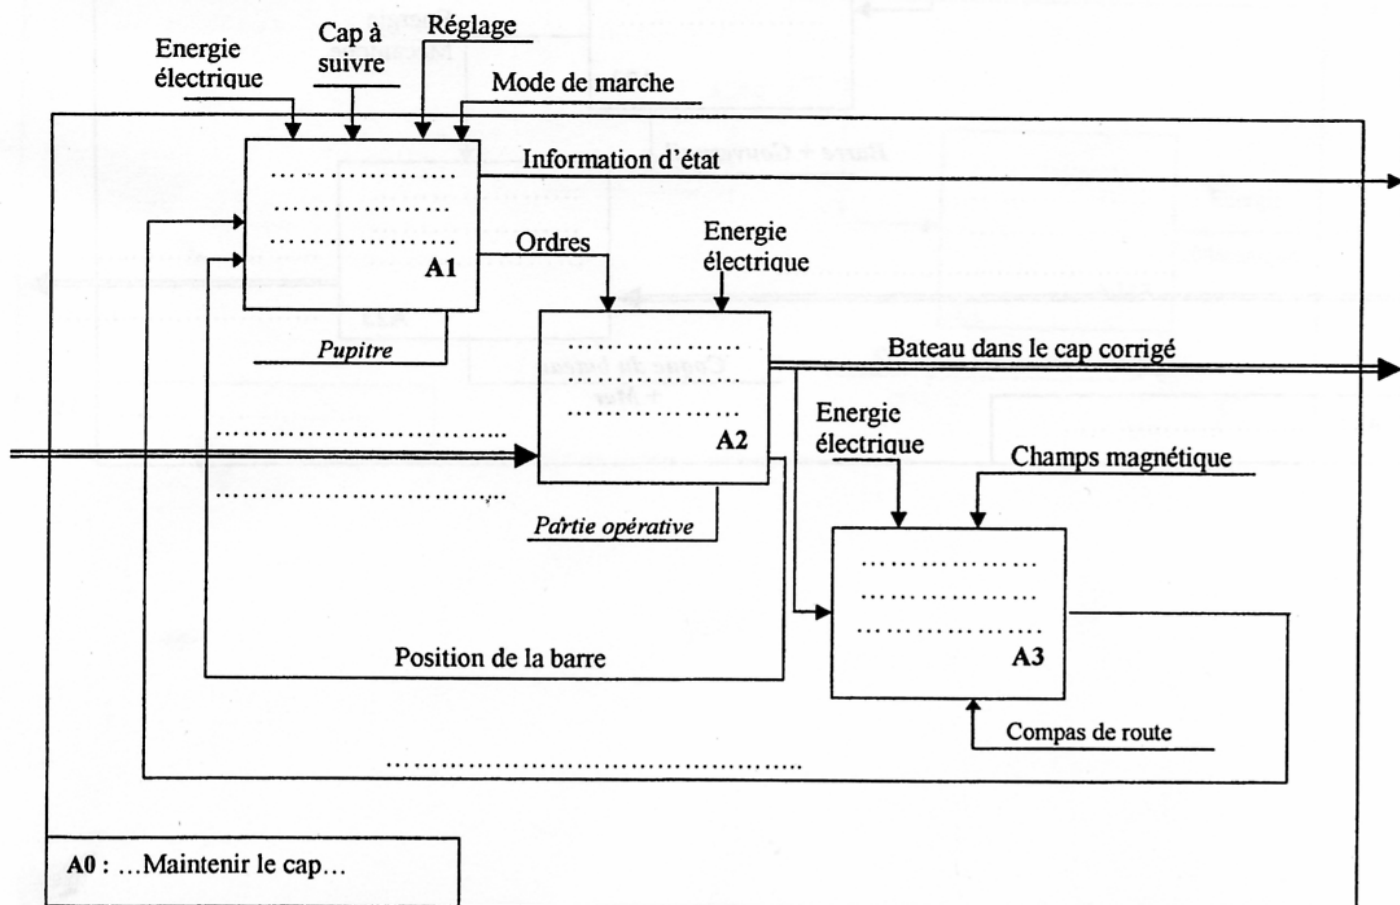 Energie
électrique
Cap à
suivre
Réglage
Mode de marche
Information d'état
..............................
..............................
..............................
A1
Ordres
Energie
électrique
Pupitre
..............................
..............................
..............................
A2
Bateau dans le cap corrigé
..............................
..............................
Partie opérative
Energie
électrique
Champs magnétique
..............................
..............................
..............................
A3
Position de la barre
Compas de route
..............................
A0 : ...Maintenir le cap...